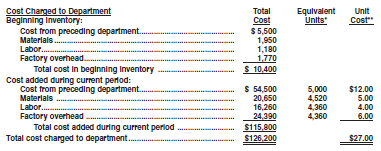 Cost Charged to Department Total Equivalent Unit
Beginning Inventory: Cost Units* Cost**
Cost from preceding department $ 5,500
Materials 1,950
Labor 1,180
Factory overhead 1,770
Total cost in beginning inventory $ 10,400
Cost added during current period:
Cost from preceding department $ 54,500 5,000 $12.00
Materials 20,650 4,520 5.00
Labor 16,260 4,360 4.00
Factory overhead 24,390 4,360 6.00
Total cost added during current period $115,800
Total cost charged to department $126,200 $27.00